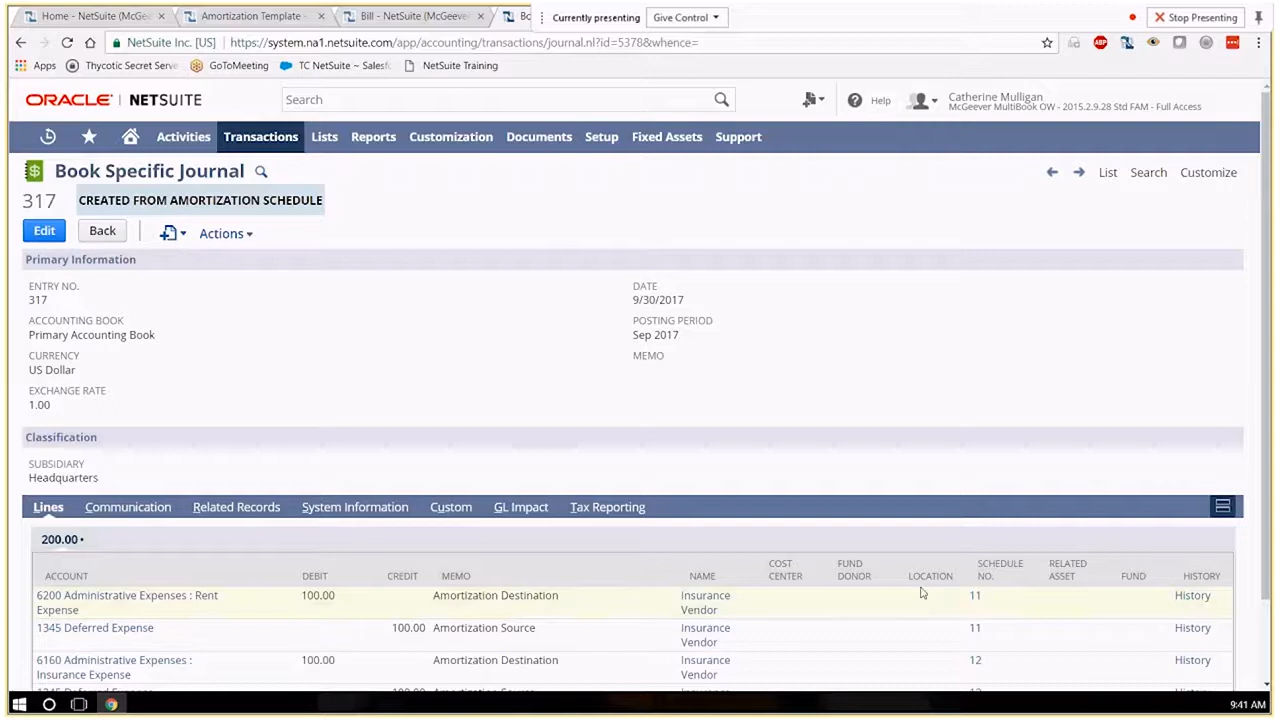 Home - NetSuite (McGe
Amortization Template -
Bill - NetSuite (McGeever
Bo
Currently presenting
Give Control
Stop Presenting
NetSuite Inc. [US]
https://system.na1.netsuite.com/app/accounting/transactions/journal.nl?id=5378&whence=
ABP
Apps
Thycotic Secret Serve
GoToMeeting
TC NetSuite ~ Salesf
NetSuite Training
ORACLE | NETSUITE
Search
Help
Catherine Mulligan
McGeever MultiBook OW - 2015.2.9.28 Std FAM - Full Access
Activities
Transactions
Lists
Reports
Customization
Documents
Setup
Fixed Assets
Support
Book Specific Journal
List
Search
Customize
317
CREATED FROM AMORTIZATION SCHEDULE
Edit
Back
Actions
Primary Information
ENTRY NO.
317
DATE
9/30/2017
ACCOUNTING BOOK
Primary Accounting Book
POSTING PERIOD
Sep 2017
CURRENCY
US Dollar
MEMO
EXCHANGE RATE
1.00
Classification
SUBSIDIARY
Headquarters
Lines
Communication
Related Records
System Information
Custom
GL Impact
Tax Reporting
200.00 •
ACCOUNT DEBIT CREDIT MEMO NAME COST CENTER FUND DONOR LOCATION SCHEDULE NO. RELATED ASSET FUND HISTORY
6200 Administrative Expenses : Rent Expense 100.00 Amortization Destination Insurance Vendor 11 History
1345 Deferred Expense 100.00 Amortization Source Insurance Vendor 11 History
6160 Administrative Expenses : Insurance Expense 100.00 Amortization Destination Insurance Vendor 12 History
9:41 AM